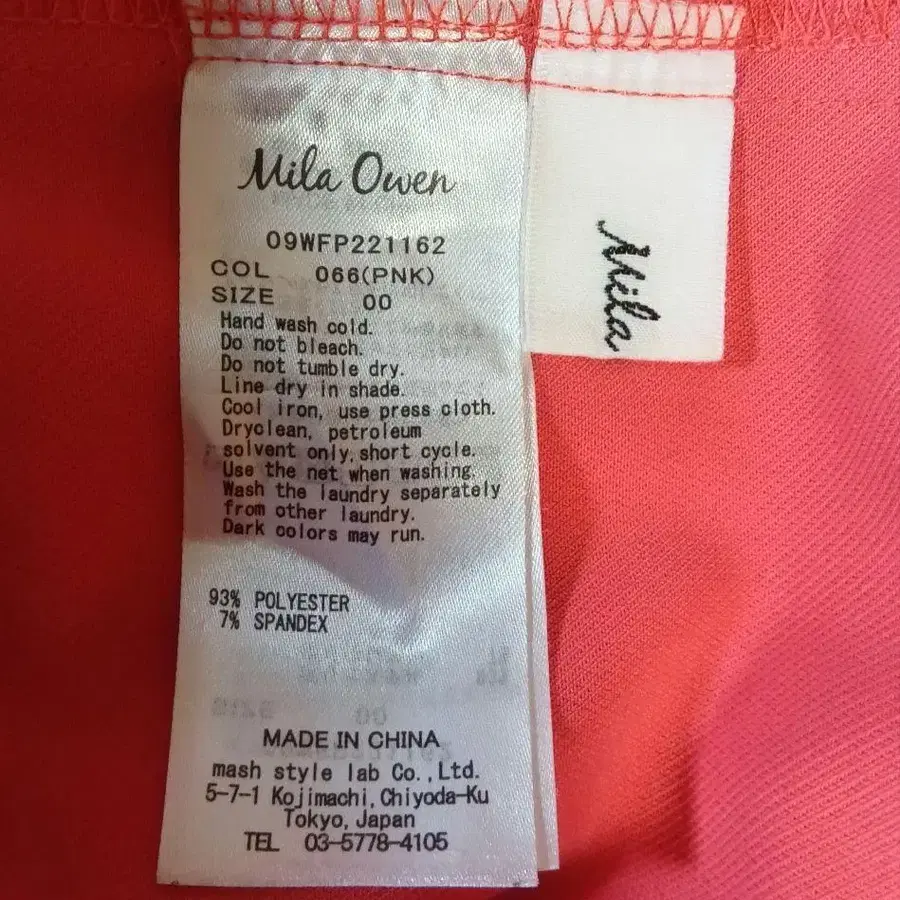 Mila Owen
09WFP221162
COL 066(PNK)
SIZE 00
Hand wash cold.
Do not bleach.
Do not tumble dry.
Line dry in shade.
Cool iron, use press cloth.
Dryclean, petroleum
solvent only, short cycle.
Use the net when washing.
Wash the laundry separately
from other laundry.
Dark colors may run.
93% POLYESTER
7% SPANDEX
MADE IN CHINA
mash style lab Co.,Ltd.
5-7-1 Kojimachi,Chiyoda-Ku
Tokyo,Japan
TEL 03-5778-4105
Mila